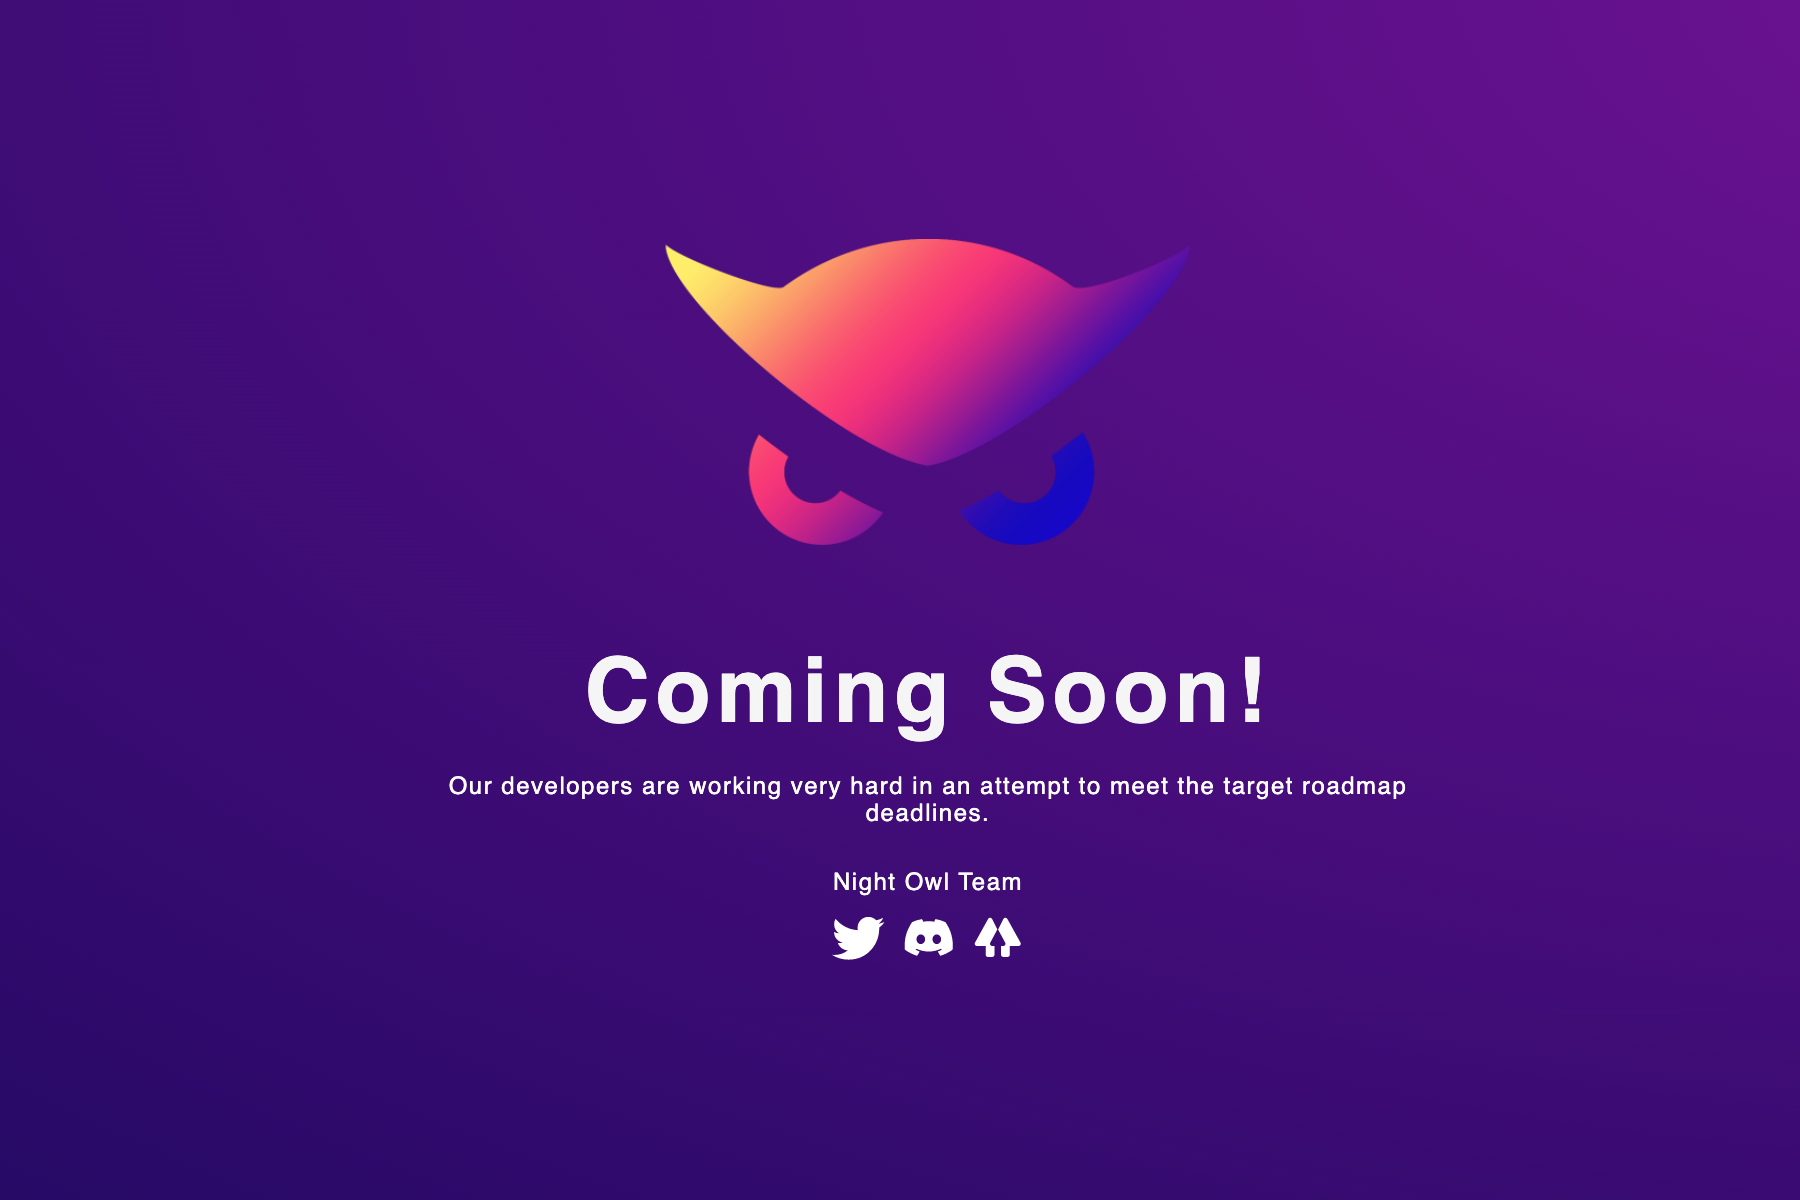 Coming Soon!
Our developers are working very hard in an attempt to meet the target roadmap
deadlines.
Night Owl Team